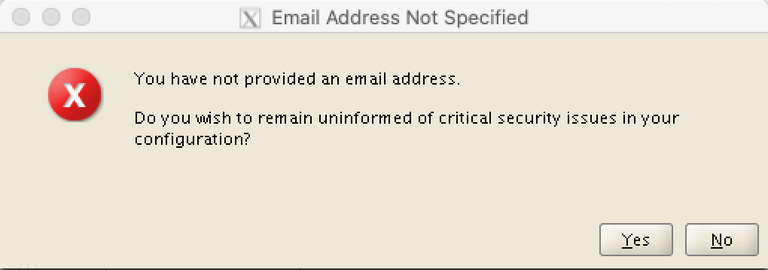 Email Address Not Specified
You have not provided an email address.
Do you wish to remain uninformed of critical security issues in your
configuration?
Yes No